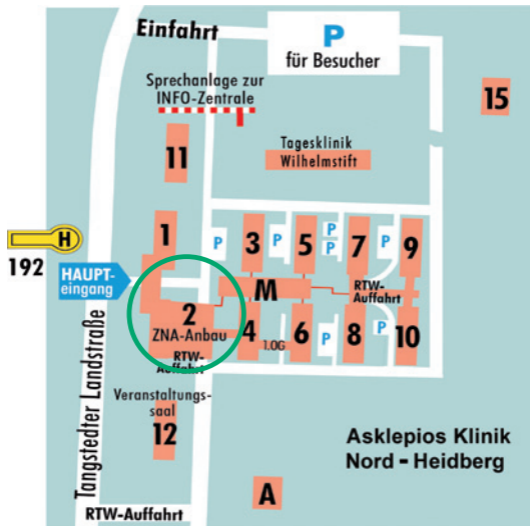 Einfahrt
P
für Besucher
Sprechanlage zur
INFO-Zentrale
15
11
Tagesklinik
Wilhelmstift
H
192
1
P
3
P
5
P
P
7
9
HAUPT-
eingang
M
RTW-
Auffahrt
2
ZNA-Anbau
4
1.OG
6
P
8
P
10
RTW-
Auffahrt
Tangstedter Landstraße
Veranstaltungs-
saal
12
Asklepios Klinik
Nord - Heidberg
A
RTW-Auffahrt